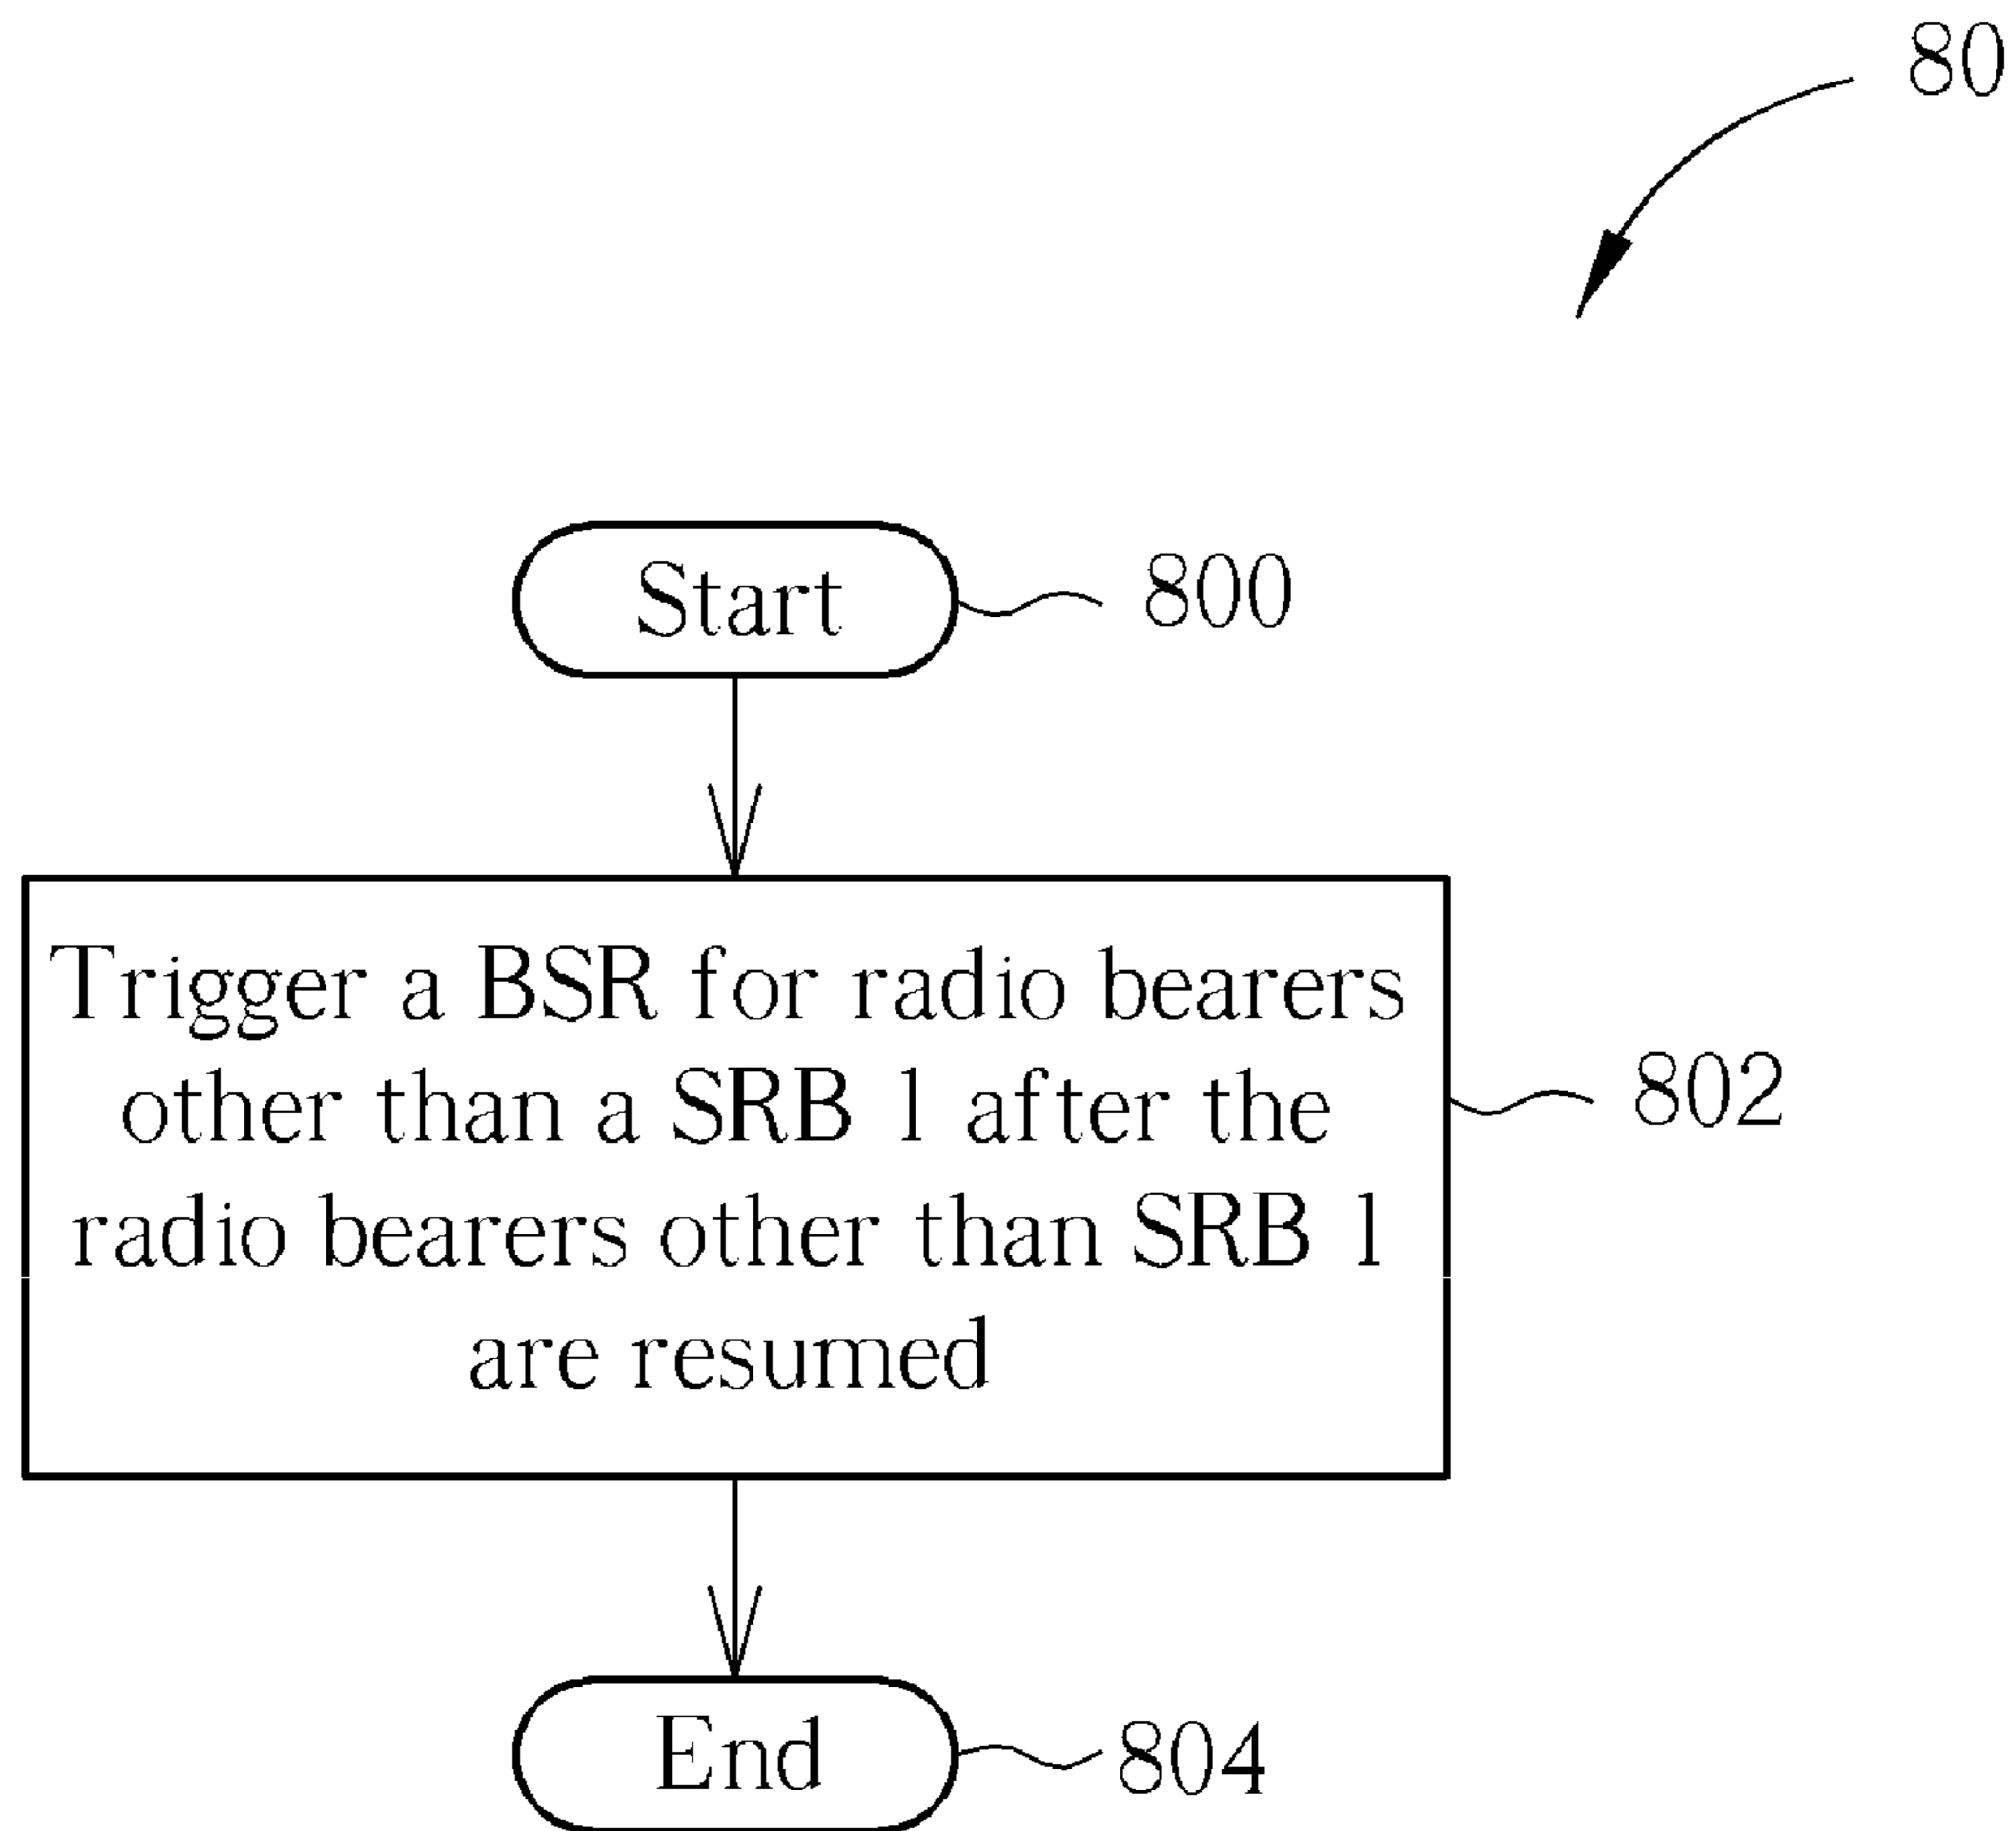 80
Start
800
Trigger a BSR for radio bearers
other than a SRB 1 after the
radio bearers other than SRB 1
are resumed
802
End
804